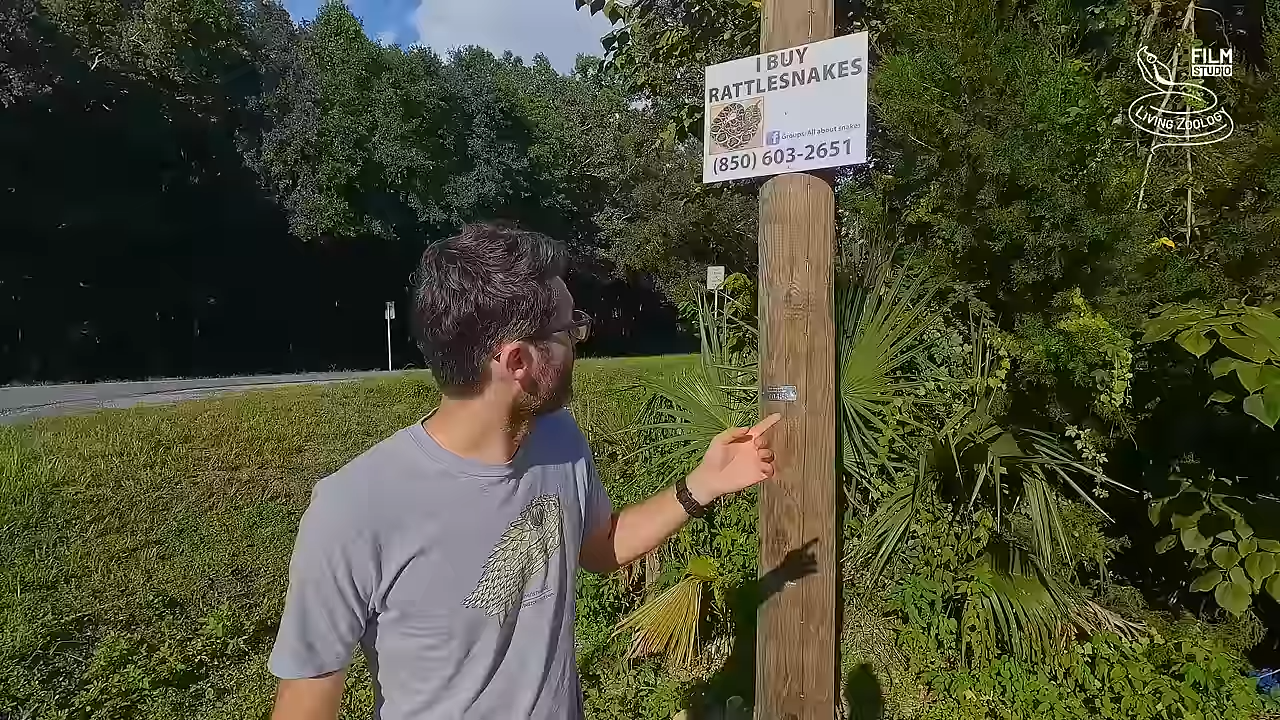 I BUY
RATTLESNAKES
Groups/All about snakes
(850) 603-2651
FILM
STUDIO
LIVING ZOOLOGY